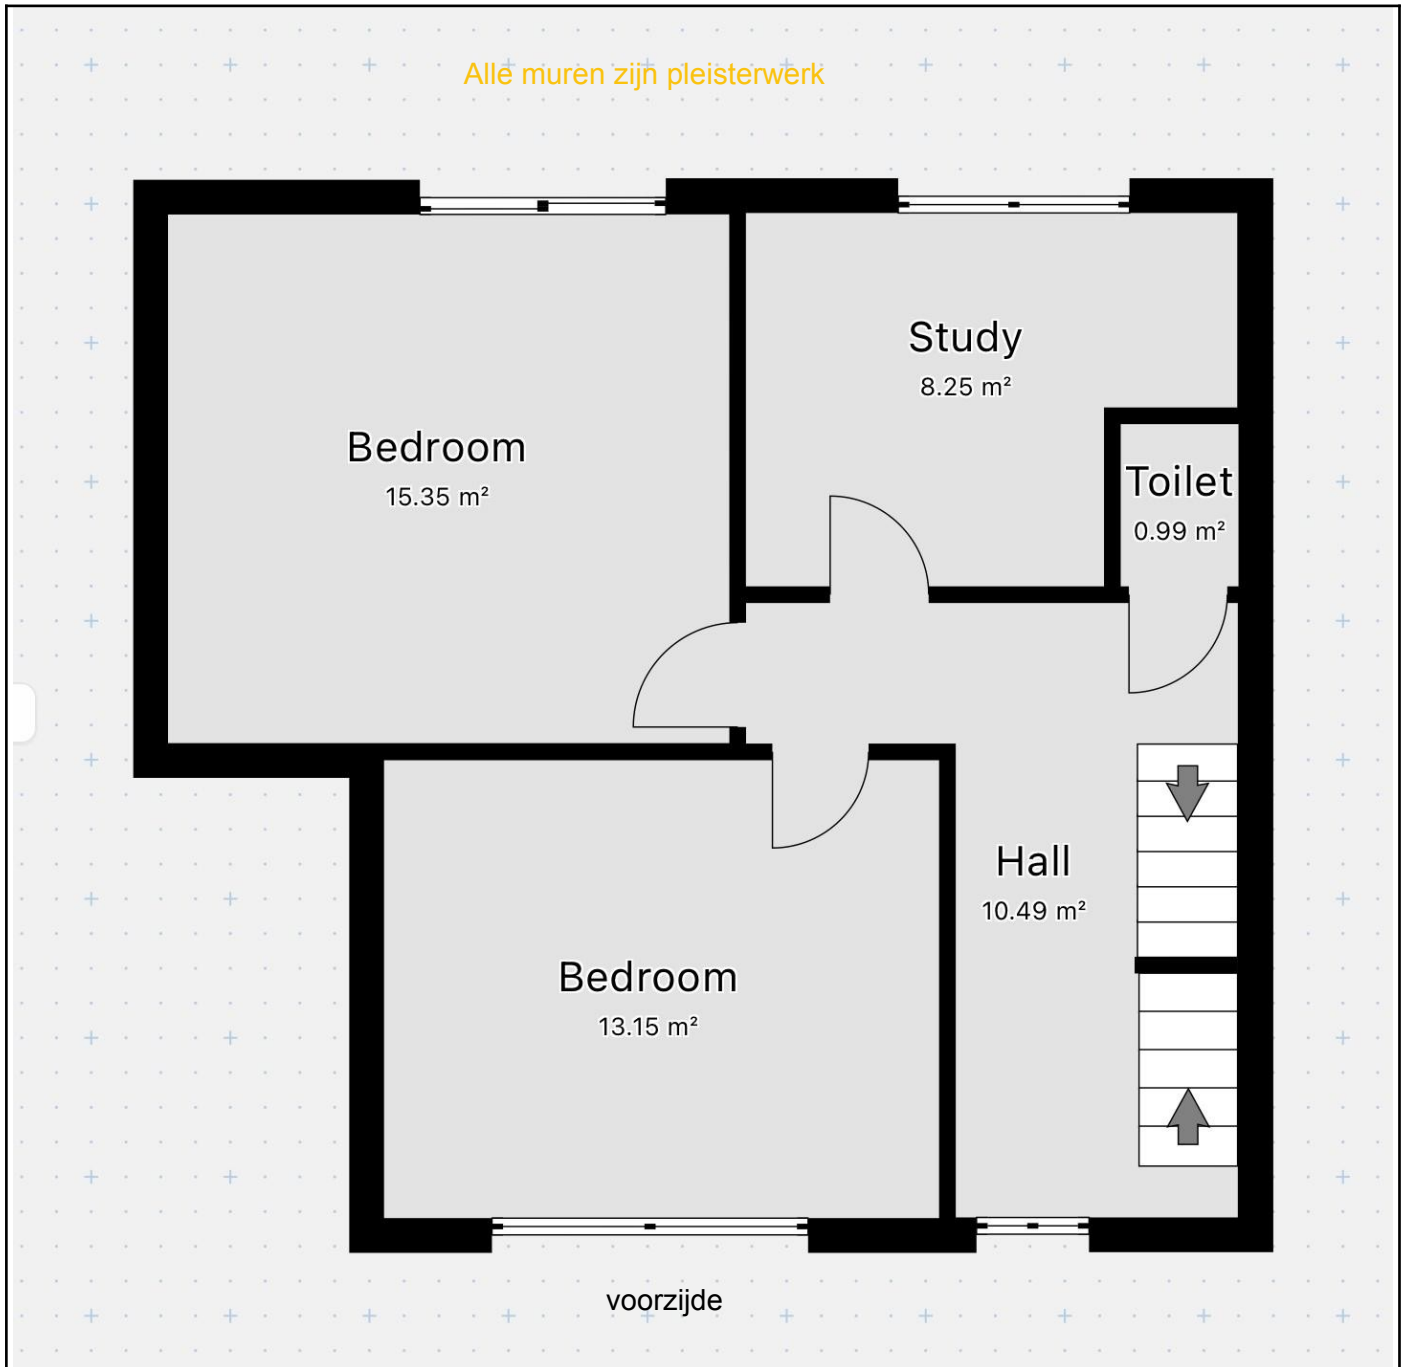 Alle muren zijn pleisterwerk
Study
8.25 m²
Bedroom
15.35 m²
Toilet
0.99 m²
Hall
10.49 m²
Bedroom
13.15 m²
voorzijde